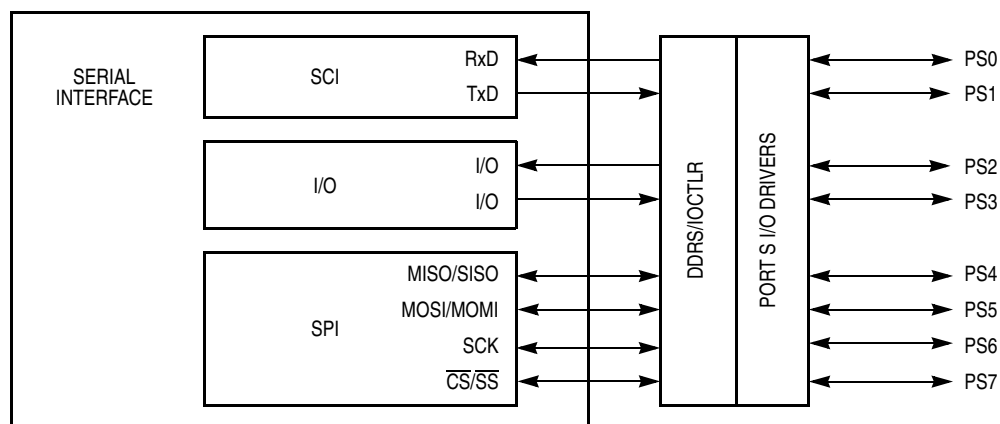 SERIAL
INTERFACE
SCI
RxD
TxD
I/O
I/O
I/O
SPI
MISO/SISO
MOSI/MOMI
SCK
CS/SS
DDRS/IOCTLR
PORT S I/O DRIVERS
PS0
PS1
PS2
PS3
PS4
PS5
PS6
PS7